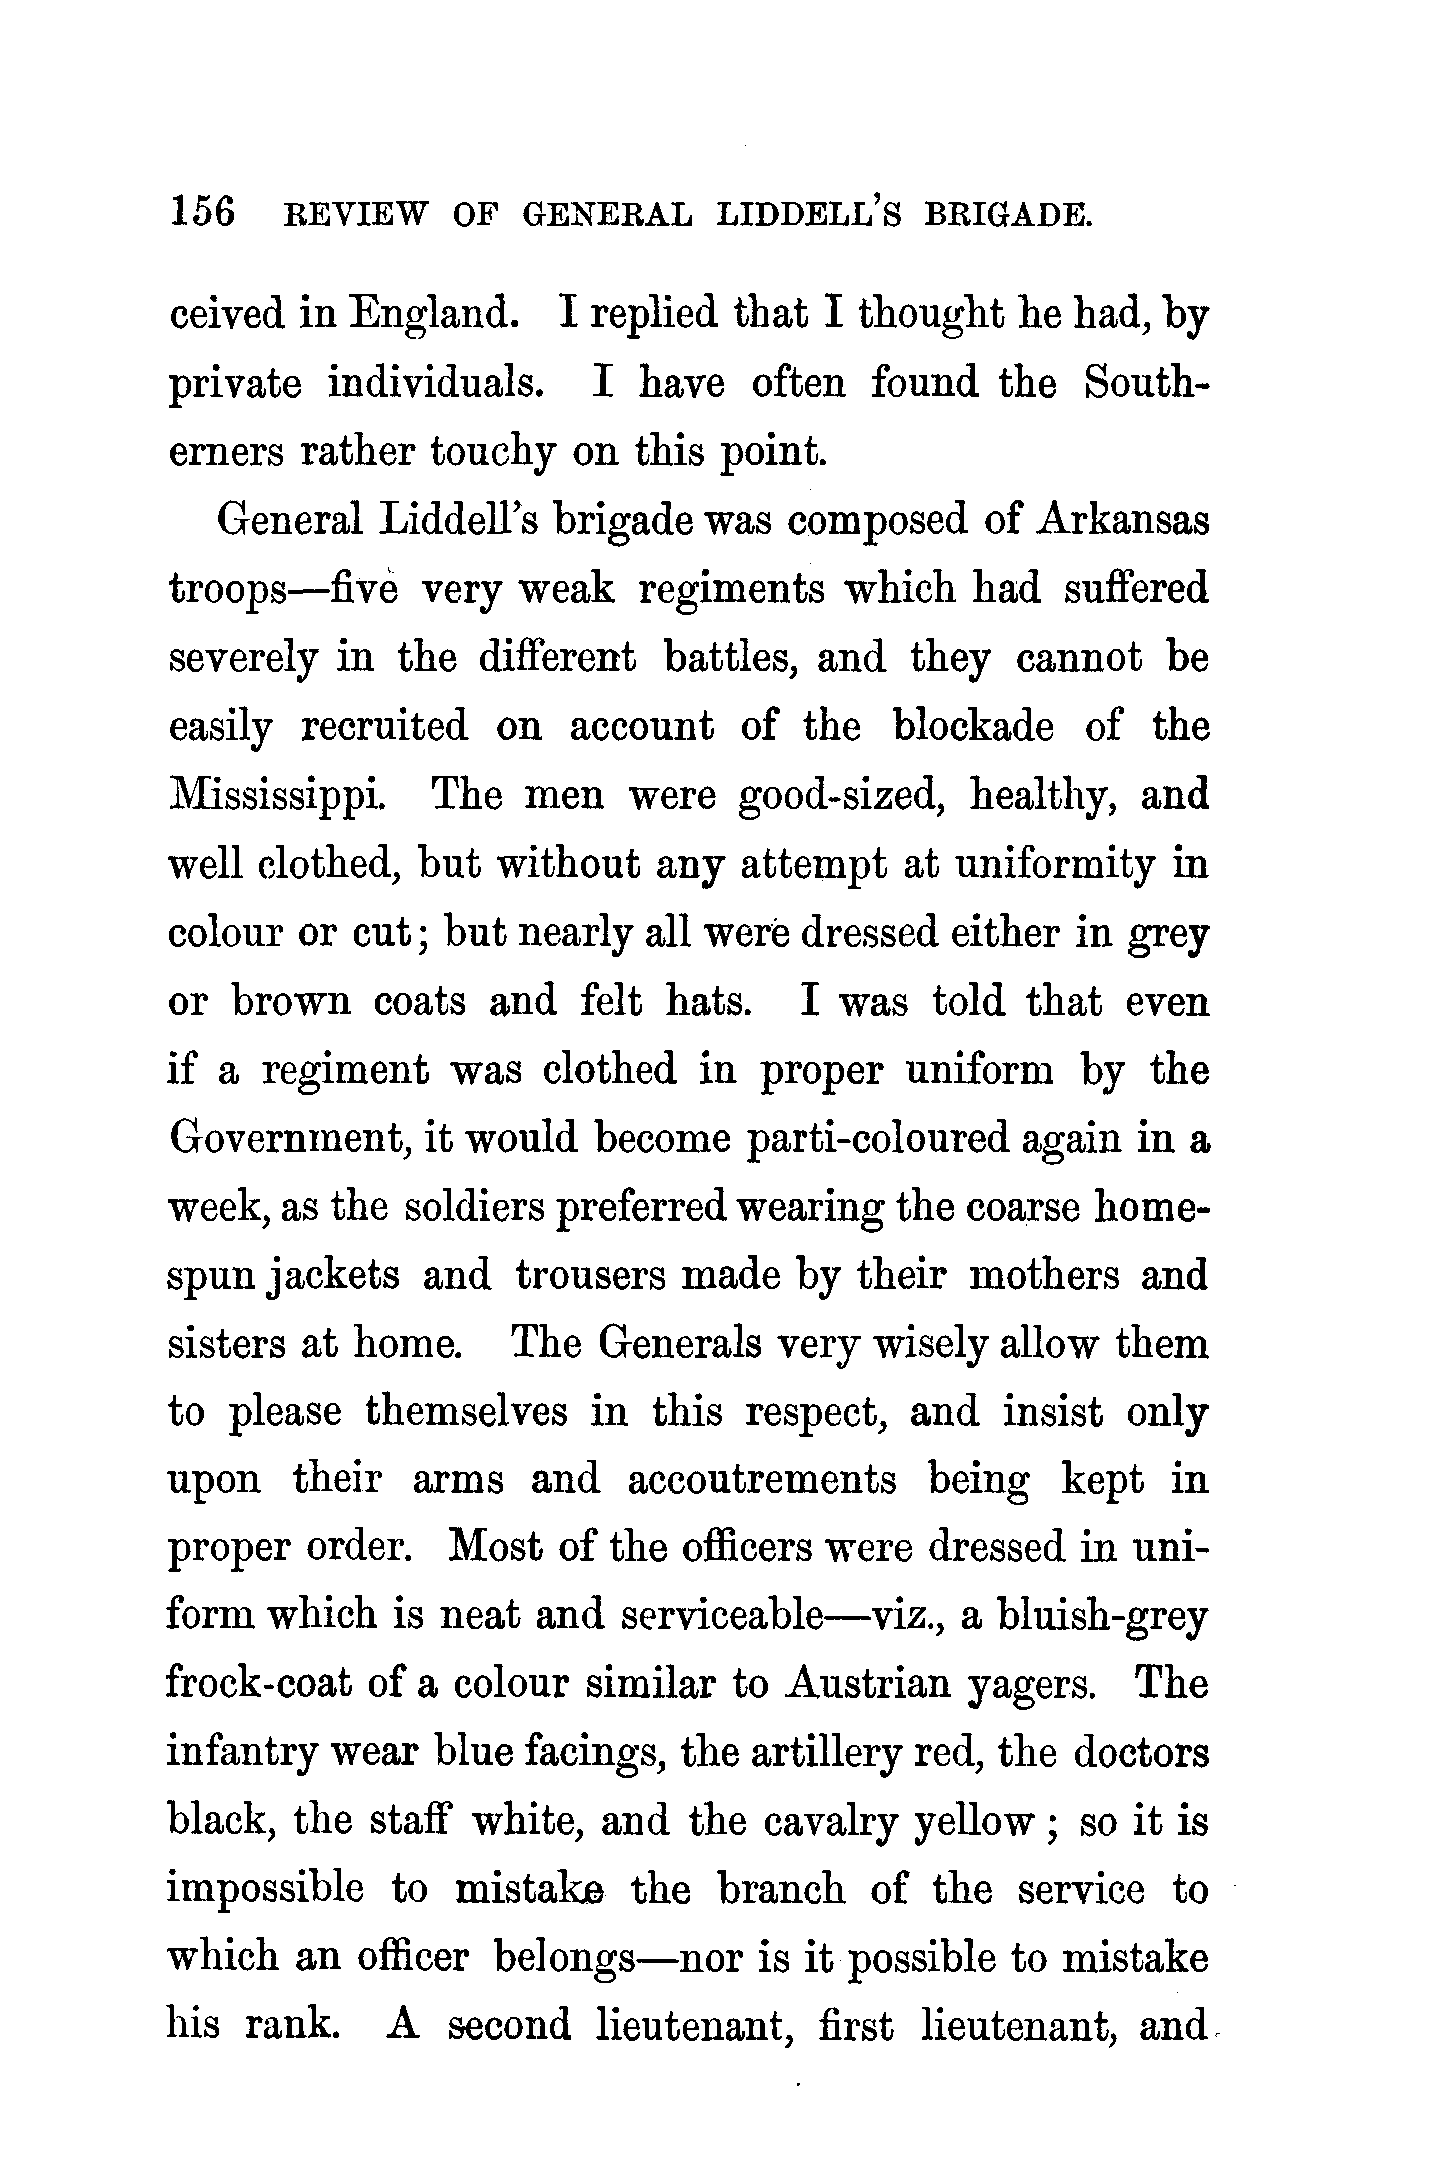 156 REVIEW OF GENERAL LIDDELL'S BRIGADE.
ceived in England. I replied that I thought he had, by
private individuals. I have often found the South-
erners rather touchy on this point.
General Liddell's brigade was composed of Arkansas
troops—five very weak regiments which had suffered
severely in the different battles, and they cannot be
easily recruited on account of the blockade of the
Mississippi. The men were good-sized, healthy, and
well clothed, but without any attempt at uniformity in
colour or cut; but nearly all were dressed either in grey
or brown coats and felt hats. I was told that even
if a regiment was clothed in proper uniform by the
Government, it would become parti-coloured again in a
week, as the soldiers preferred wearing the coarse home-
spun jackets and trousers made by their mothers and
sisters at home. The Generals very wisely allow them
to please themselves in this respect, and insist only
upon their arms and accoutrements being kept in
proper order. Most of the officers were dressed in uni-
form which is neat and serviceable—viz., a bluish-grey
frock-coat of a colour similar to Austrian yagers. The
infantry wear blue facings, the artillery red, the doctors
black, the staff white, and the cavalry yellow; so it is
impossible to mistake the branch of the service to
which an officer belongs—nor is it possible to mistake
his rank. A second lieutenant, first lieutenant, and